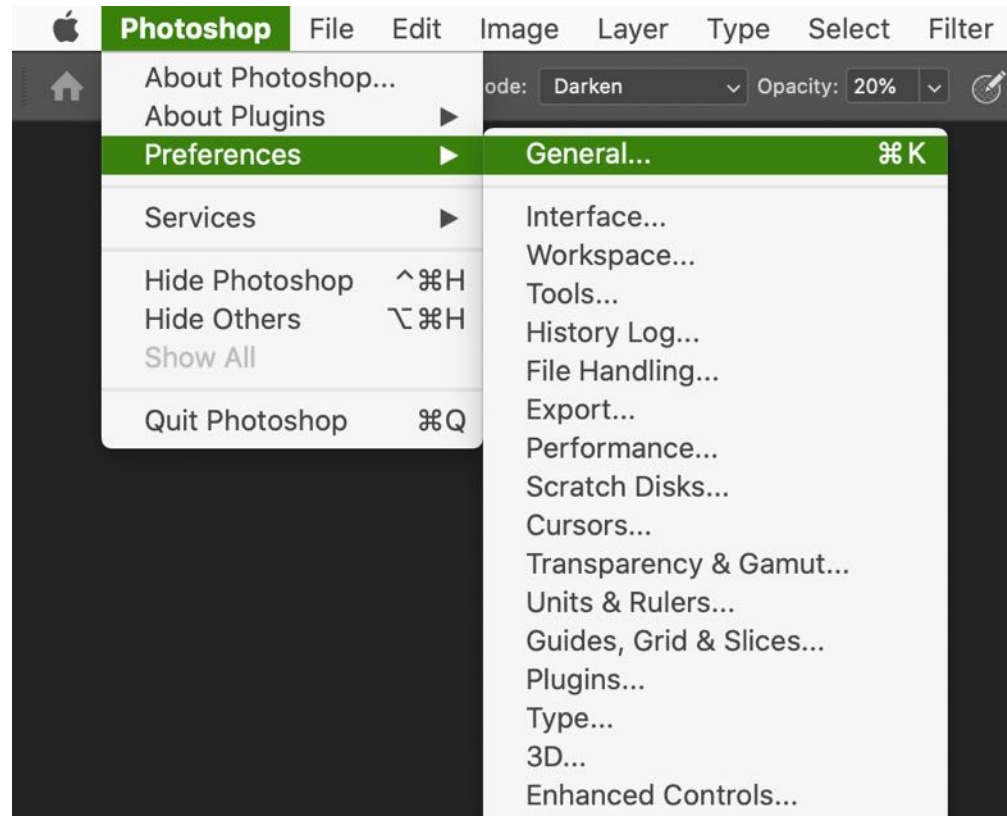 Photoshop File Edit Image Layer Type Select Filter
ode: Darken Opacity: 20%
About Photoshop...
About Plugins ▶
Preferences ▶
Services ▶
Hide Photoshop ^⌘H
Hide Others ⌥⌘H
Show All
Quit Photoshop ⌘Q
General... ⌘K
Interface...
Workspace...
Tools...
History Log...
File Handling...
Export...
Performance...
Scratch Disks...
Cursors...
Transparency & Gamut...
Units & Rulers...
Guides, Grid & Slices...
Plugins...
Type...
3D...
Enhanced Controls...